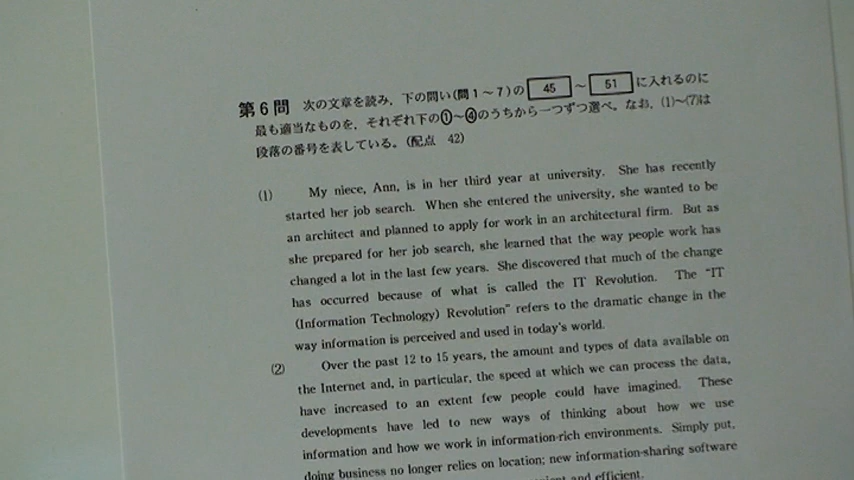 第6問 次の文章を読み，下の問い(問1～7)の 45 ～ 51 に入れるのに
最も適当なものを，それぞれ下の①～④のうちから一つずつ選べ。なお，(1)～(7)は
段落の番号を表している。(配点 42)
(1) My niece, Ann, is in her third year at university. She has recently
started her job search. When she entered the university, she wanted to be
an architect and planned to apply for work in an architectural firm. But as
she prepared for her job search, she learned that the way people work has
changed a lot in the last few years. She discovered that much of the change
has occurred because of what is called the IT Revolution. The “IT
(Information Technology) Revolution” refers to the dramatic change in the
way information is perceived and used in today's world.
(2) Over the past 12 to 15 years, the amount and types of data available on
the Internet and, in particular, the speed at which we can process the data,
have increased to an extent few people could have imagined. These
developments have led to new ways of thinking about how we use
information and how we work in information-rich environments. Simply put,
doing business no longer relies on location; new information-sharing software
and efficient.